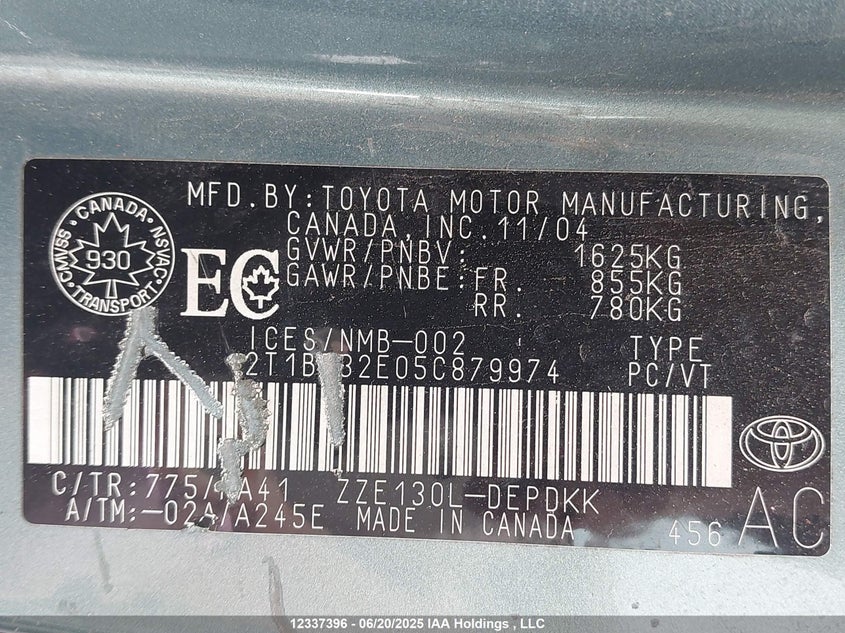 MFD.BY:TOYOTA MOTOR MANUFACTURING,
CANADA,INC.11/04
GVWR/PNBV: 1625KG
GAWR/PNBE:FR. 855KG
RR. 780KG
CANADA
CMVSS
NSVAC
930
TRANSPORT
EC
ICES/NMB-002 TYPE
PC/VT
C/TR:775/ ZZE130L-DEPDKK
A/TM:-02A/A245E MADE IN CANADA
456 AC
12337396 - 06/20/2025 IAA Holdings , LLC